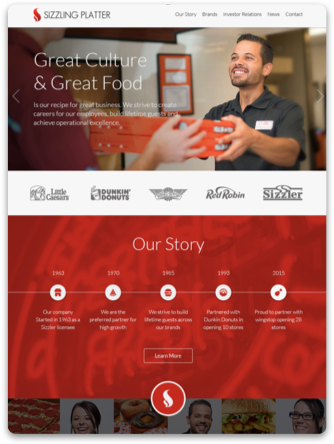 SIZZLING PLATTER
Our Story Brands Investor Relations News Contact
Great Culture
& Great Food
Is our recipe for great business. We strive to create
careers for our employees, build lifetime guests and
achieve operational excellence.
Little Caesars
DUNKIN' DONUTS
Red Robin
Sizzler
Our Story
1963
Our company
Started in 1963 as a
Sizzler licensee
1970
We are the
preferred partner for
high growth
We strive to build
lifetime guests across
our brands
Partnered with
Dunkin Donuts in
opening 10 stores
2015
Proud to partner with
wingstop opening 28
stores
Learn More